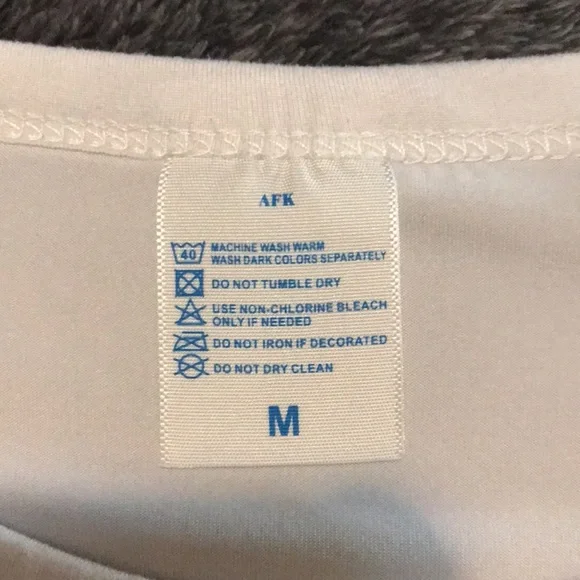 AFK
40 MACHINE WASH WARM
WASH DARK COLORS SEPARATELY
DO NOT TUMBLE DRY
USE NON-CHLORINE BLEACH
ONLY IF NEEDED
DO NOT IRON IF DECORATED
DO NOT DRY CLEAN
M